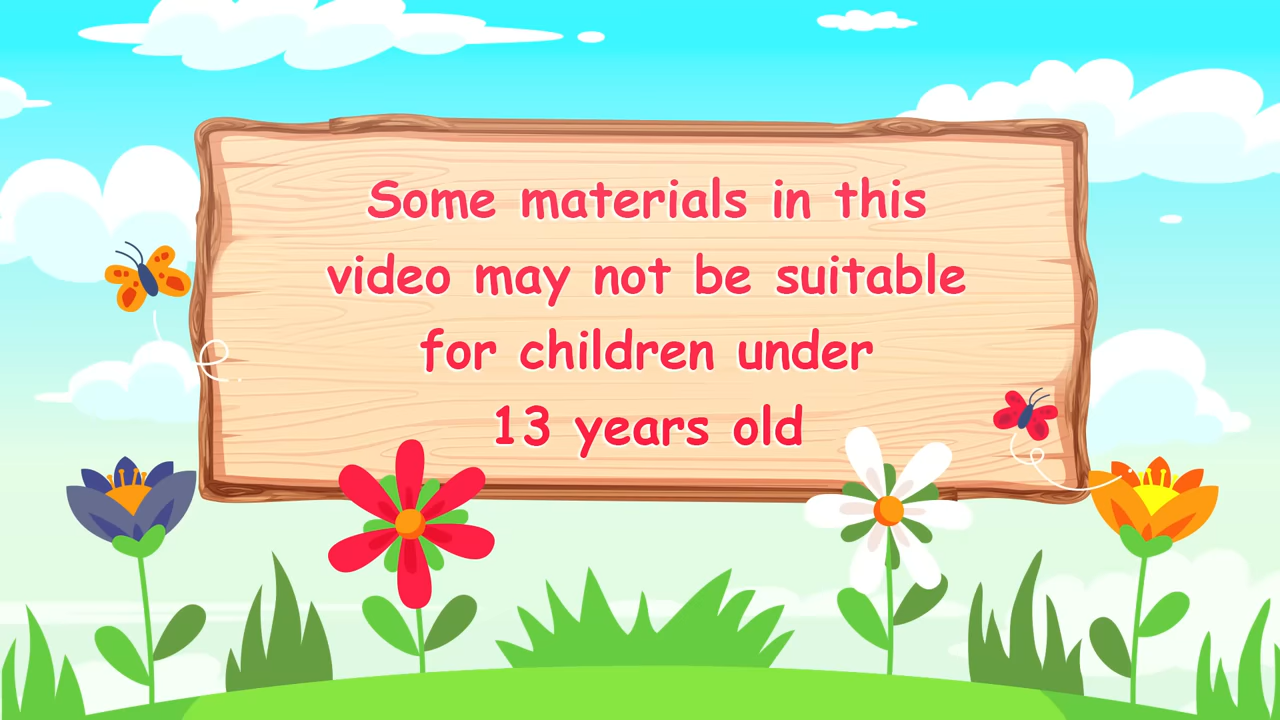 Some materials in this
video may not be suitable
for children under
13 years old